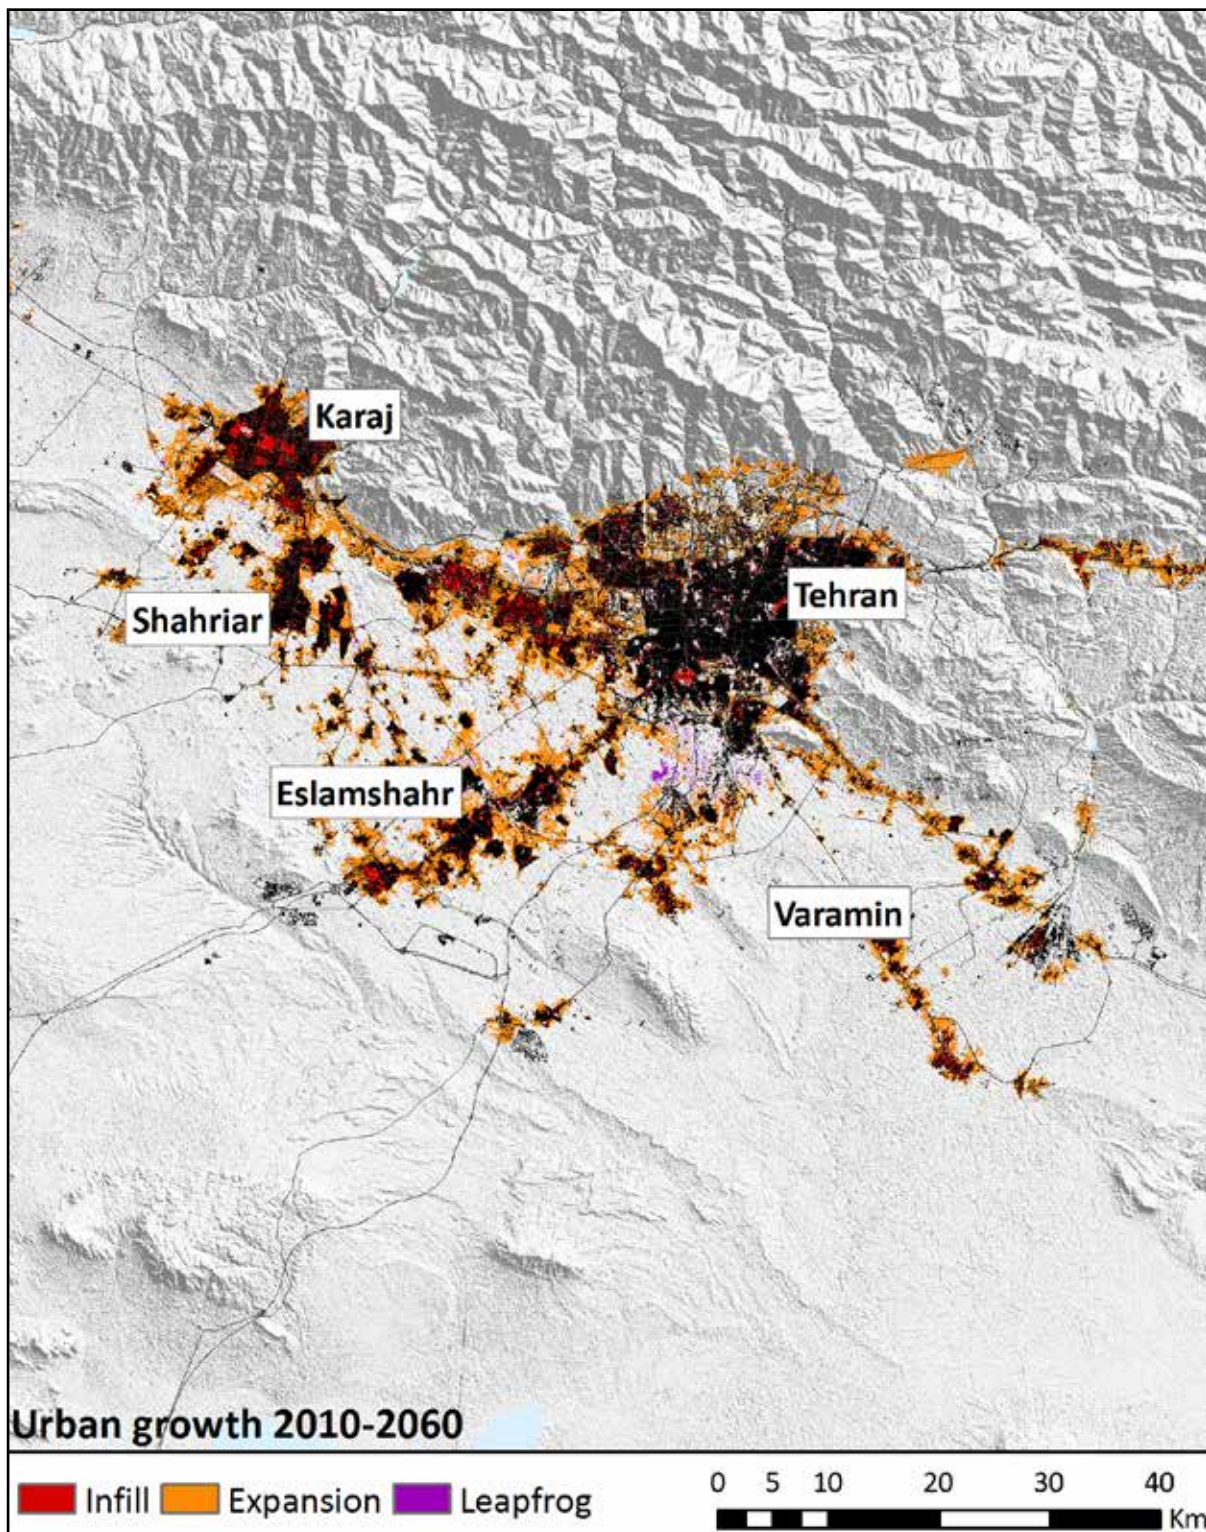 Karaj
Tehran
Shahriar
Eslamshahr
Varamin
Urban growth 2010-2060
Infill Expansion Leapfrog
0 5 10 20 30 40
Km